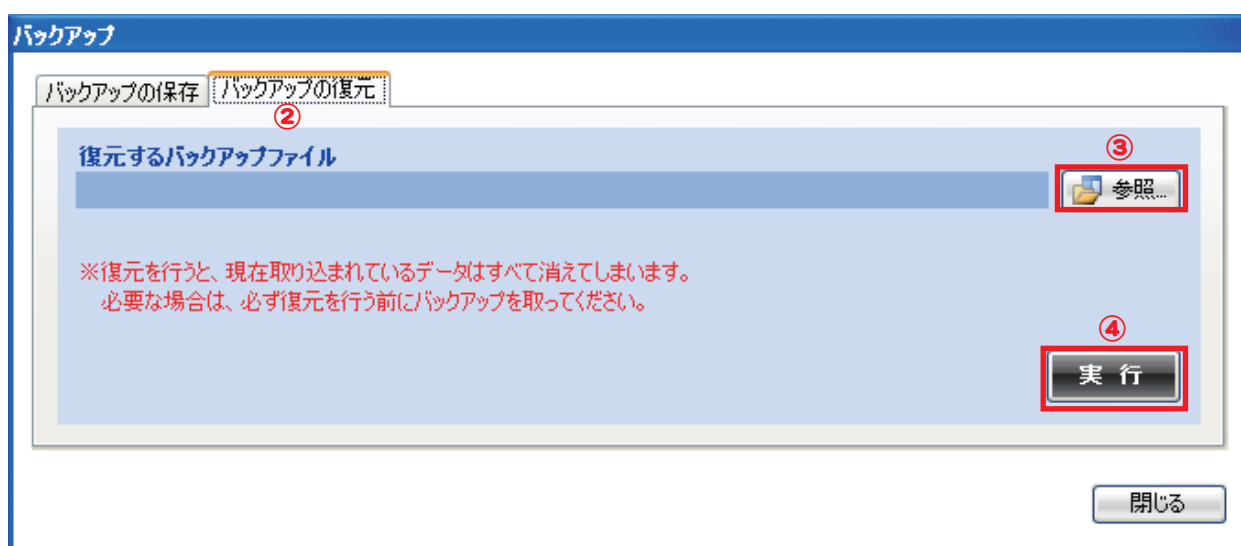 バックアップ
バックアップの保存 バックアップの復元
②
復元するバックアップファイル
③
参照...
※復元を行うと、現在取り込まれているデータはすべて消えてしまいます。
必要な場合は、必ず復元を行う前にバックアップを取ってください。
④
実 行
閉じる